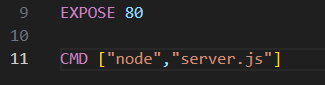 9 EXPOSE 80
10
11 CMD ["node","server.js"]